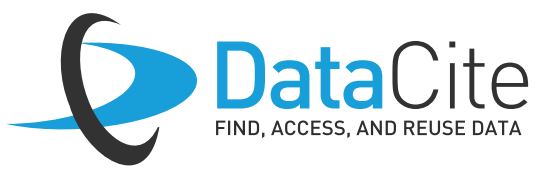 DataCite
FIND, ACCESS, AND REUSE DATA